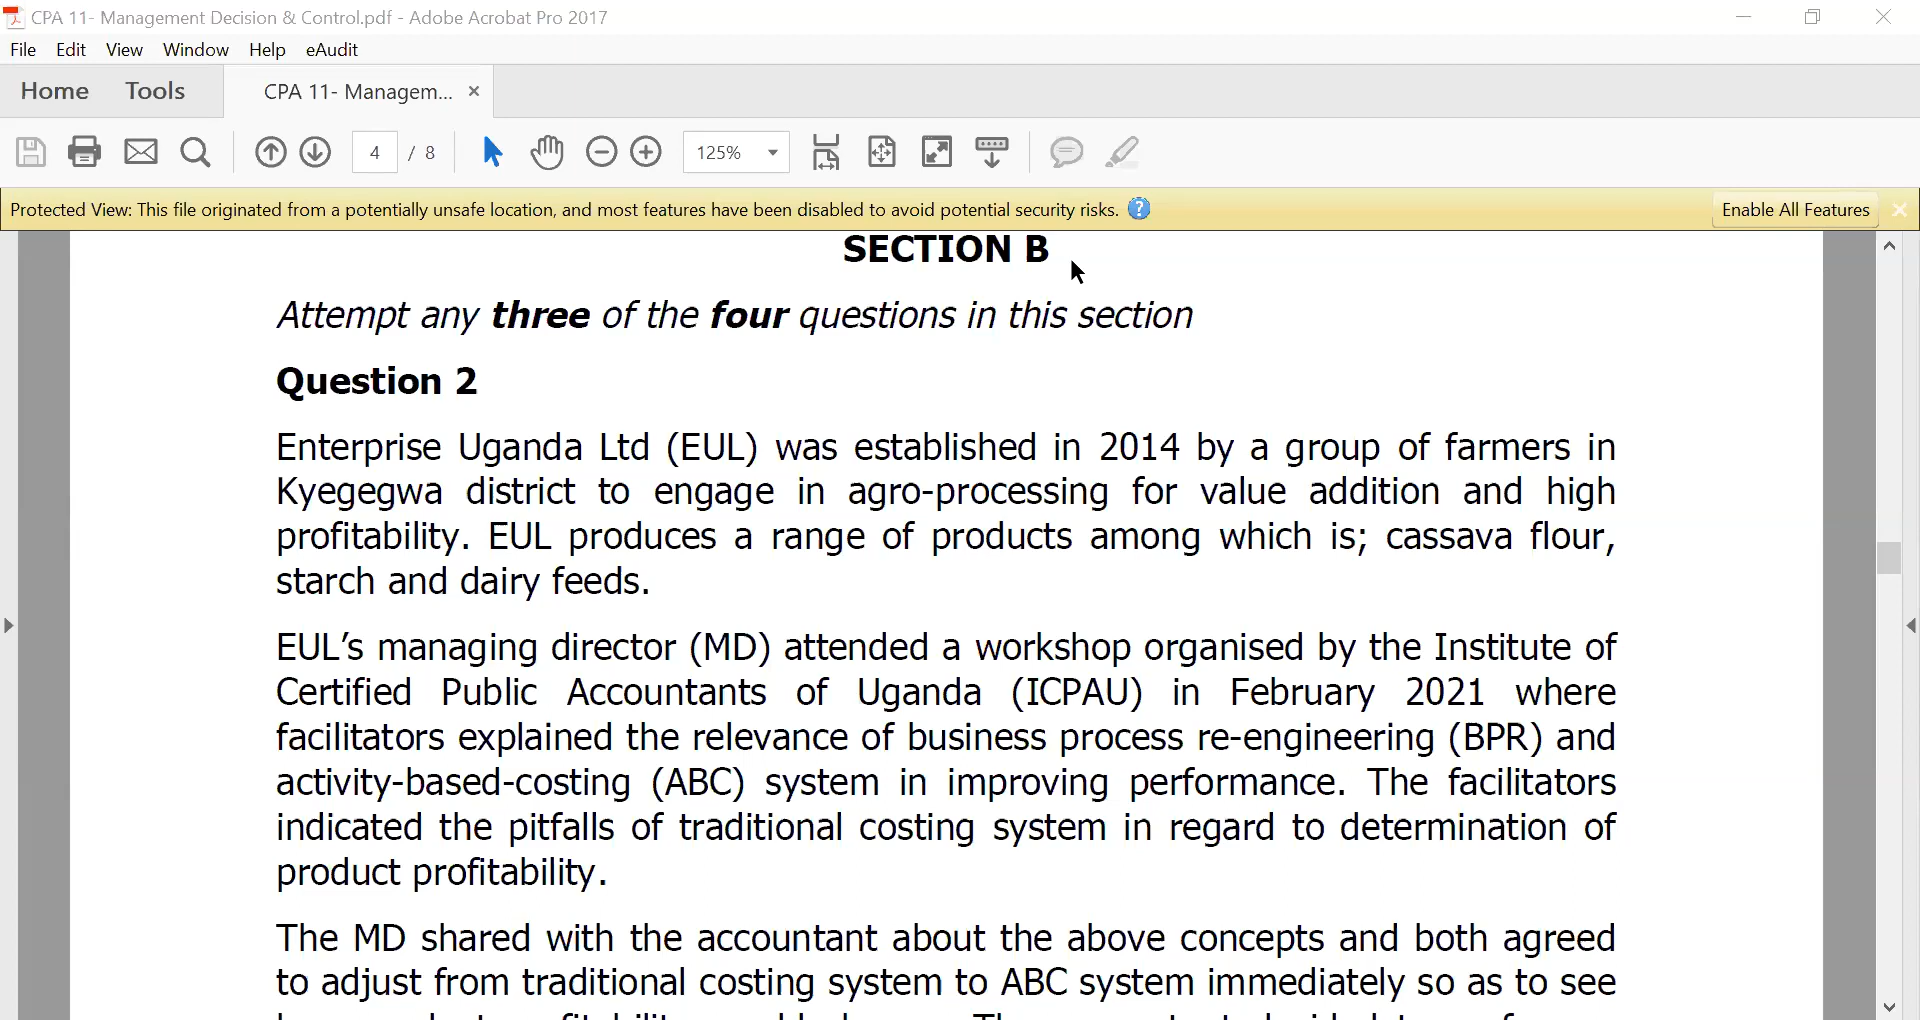 CPA 11- Management Decision & Control.pdf - Adobe Acrobat Pro 2017
File Edit View Window Help eAudit
Home Tools CPA 11- Managem... ×
4 / 8 125%
Protected View: This file originated from a potentially unsafe location, and most features have been disabled to avoid potential security risks. ? Enable All Features
SECTION B
Attempt any three of the four questions in this section
Question 2
Enterprise Uganda Ltd (EUL) was established in 2014 by a group of farmers in
Kyegegwa district to engage in agro-processing for value addition and high
profitability. EUL produces a range of products among which is; cassava flour,
starch and dairy feeds.
EUL’s managing director (MD) attended a workshop organised by the Institute of
Certified Public Accountants of Uganda (ICPAU) in February 2021 where
facilitators explained the relevance of business process re-engineering (BPR) and
activity-based-costing (ABC) system in improving performance. The facilitators
indicated the pitfalls of traditional costing system in regard to determination of
product profitability.
The MD shared with the accountant about the above concepts and both agreed
to adjust from traditional costing system to ABC system immediately so as to see